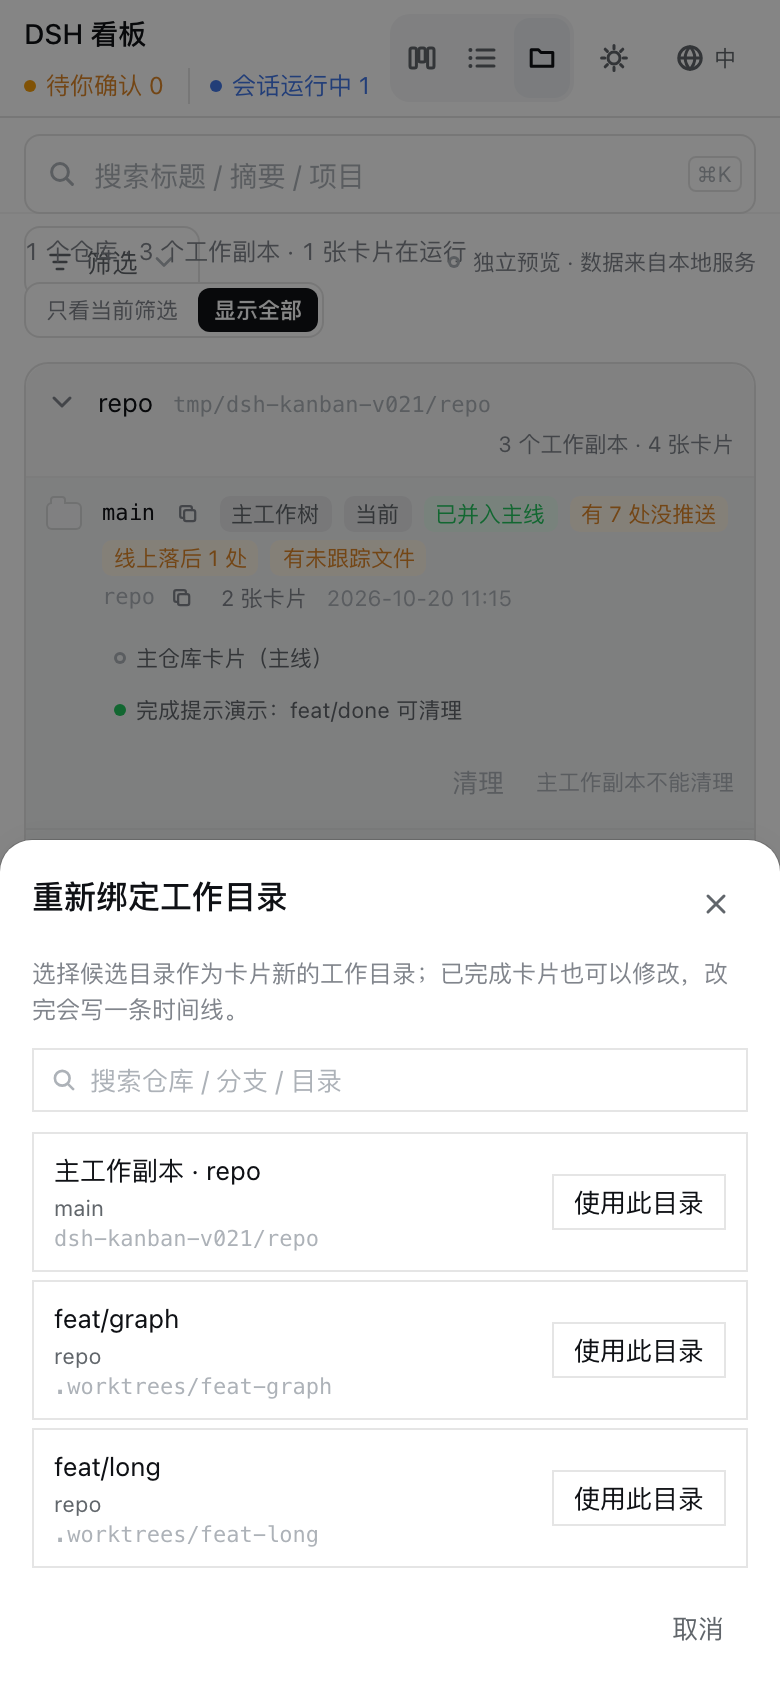 DSH 看板
待你确认 0
会话运行中 1
中
搜索标题 / 摘要 / 项目
⌘K
1 个仓库 · 3 个工作副本 · 1 张卡片在运行
筛选
独立预览 · 数据来自本地服务
只看当前筛选
显示全部
repo
tmp/dsh-kanban-v021/repo
3 个工作副本 · 4 张卡片
main
主工作树
当前
已并入主线
有 7 处没推送
线上落后 1 处
有未跟踪文件
repo
2 张卡片
2026-10-20 11:15
主仓库卡片（主线）
完成提示演示：feat/done 可清理
清理
主工作副本不能清理
重新绑定工作目录
选择候选目录作为卡片新的工作目录；已完成卡片也可以修改，改
完会写一条时间线。
搜索仓库 / 分支 / 目录
主工作副本 · repo
main
dsh-kanban-v021/repo
使用此目录
feat/graph
repo
.worktrees/feat-graph
使用此目录
feat/long
repo
.worktrees/feat-long
使用此目录
取消